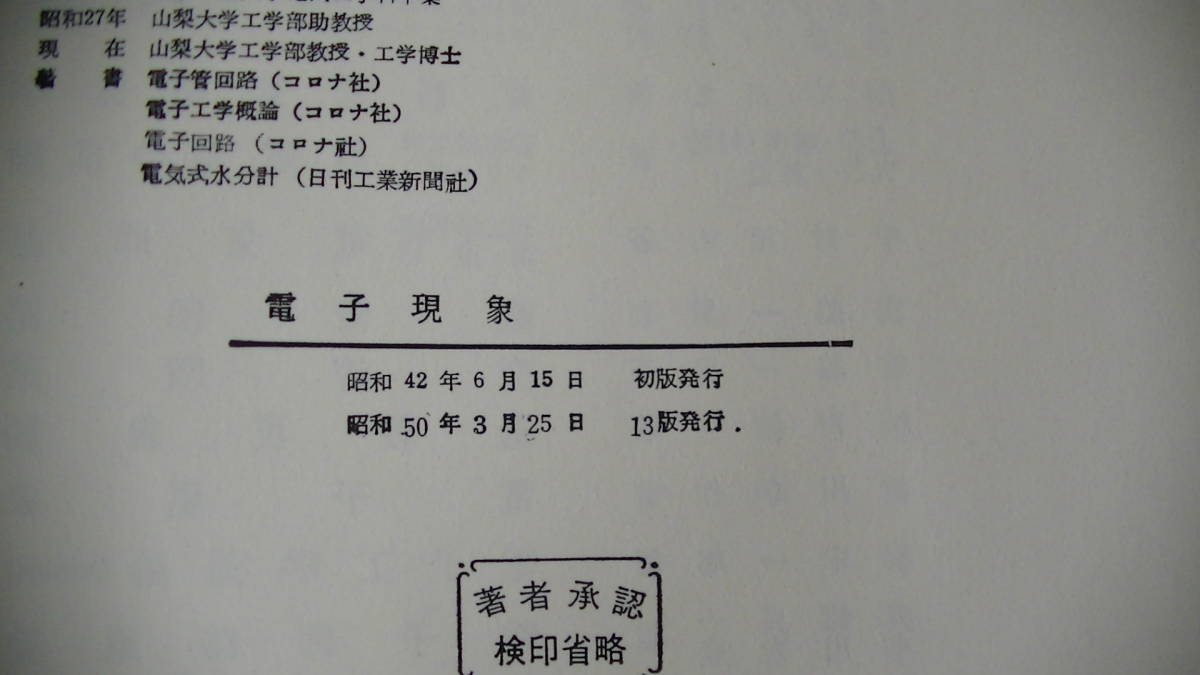 昭和27年 山梨大学工学部助教授
現 在 山梨大学工学部教授・工学博士
著 書 電子管回路(コロナ社)
電子工学概論(コロナ社)
電子回路 (コロナ社)
電気式水分計 (日刊工業新聞社)
電子現象
昭和 42 年 6 月 15 日 初版発行
昭和 50 年 3 月 25 日 13版発行.
著者承認
検印省略